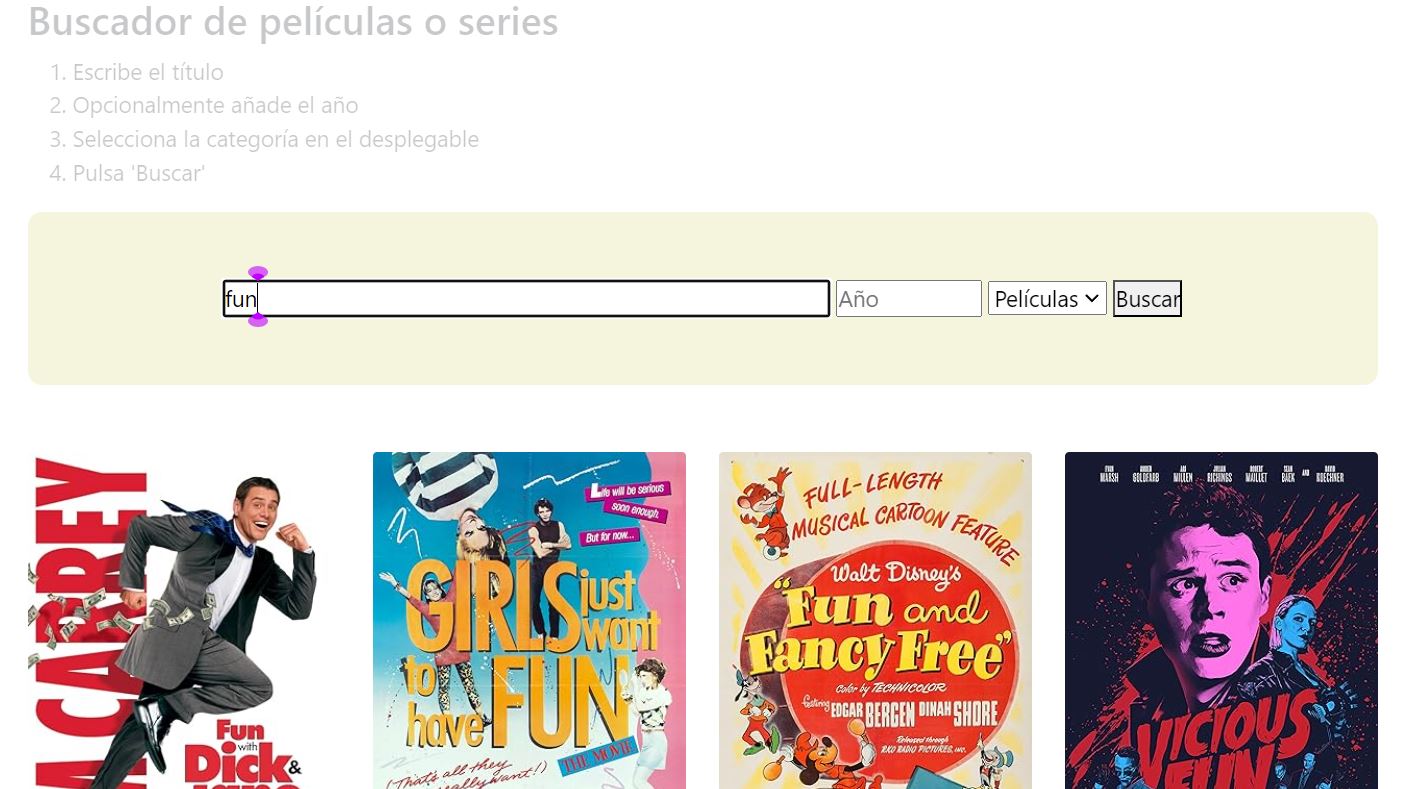 Buscador de películas o series
1. Escribe el título
2. Opcionalmente añade el año
3. Selecciona la categoría en el desplegable
4. Pulsa 'Buscar'
fun Año Películas Buscar
Fun
with
Dick &
GIRLS just
want
to
have FUN
THE MOVIE
Life will be serious
soon enough.
But for now...
(That's all they
really want!)
FULL-LENGTH
MUSICAL CARTOON FEATURE
Walt Disney's
"Fun and
Fancy Free"
Color by TECHNICOLOR
featuring EDGAR BERGEN DINAH SHORE
Released through
RKO RADIO PICTURES, INC.
EVAN MARSH AMBER GOLDFARB ARI MILLEN JULIAN RICHINGS ROBERT MAILLET SEAN BAEK AND DAVID KOECHNER
VICIOUS
FUN